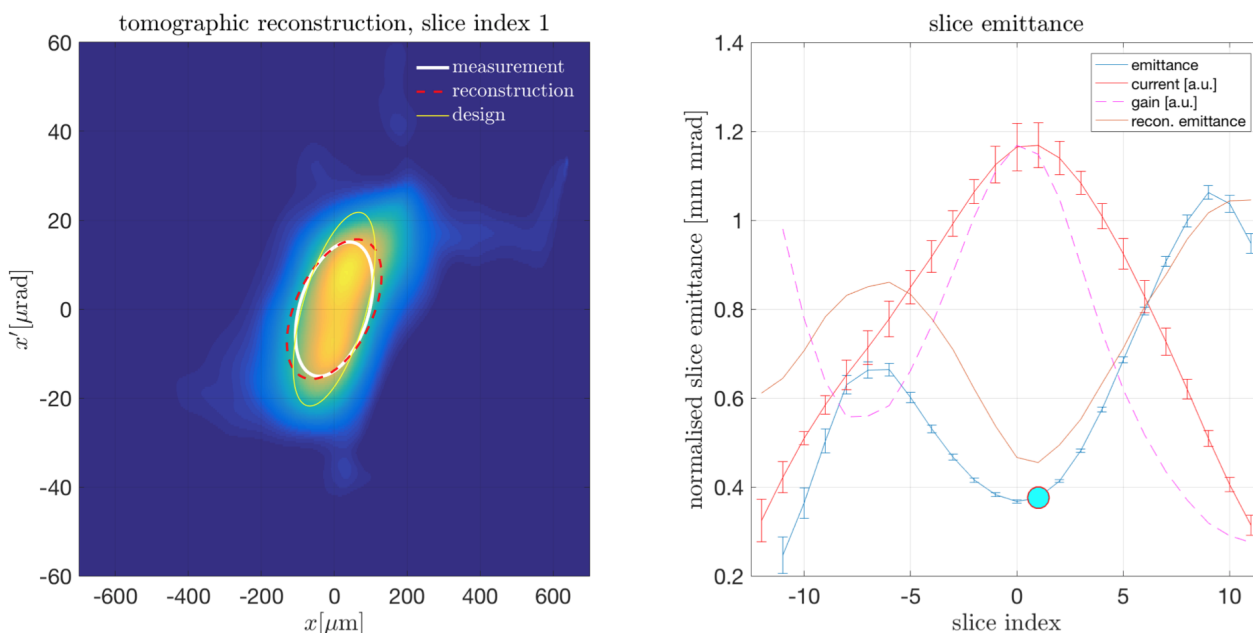 tomographic reconstruction, slice index 1
60
40
20
0
-20
-40
-60
x'[μrad]
measurement
reconstruction
design
-600 -400 -200 0 200 400 600
x[μm]
slice emittance
1.4
1.2
1
0.8
0.6
0.4
0.2
normalised slice emittance [mm mrad]
emittance
current [a.u.]
gain [a.u.]
recon. emittance
-10 -5 0 5 10
slice index